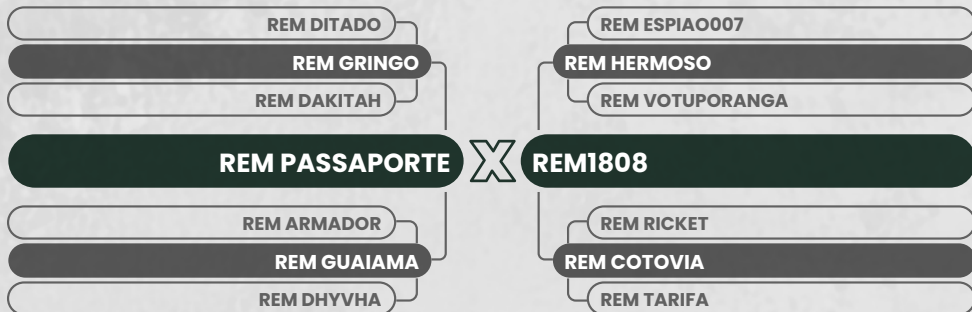 REM DITADO
REM GRINGO
REM DAKITAH
REM PASSAPORTE
REM ARMADOR
REM GUAIAMA
REM DHYVHA
X
REM ESPIAO007
REM HERMOSO
REM VOTUPORANGA
REM1808
REM RICKET
REM COTOVIA
REM TARIFA